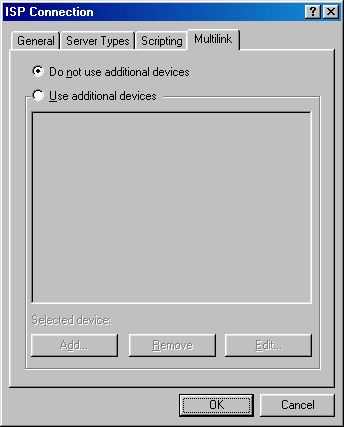 ISP Connection
General Server Types Scripting Multilink
Do not use additional devices
Use additional devices
Selected device:
Add... Remove Edit...
OK Cancel